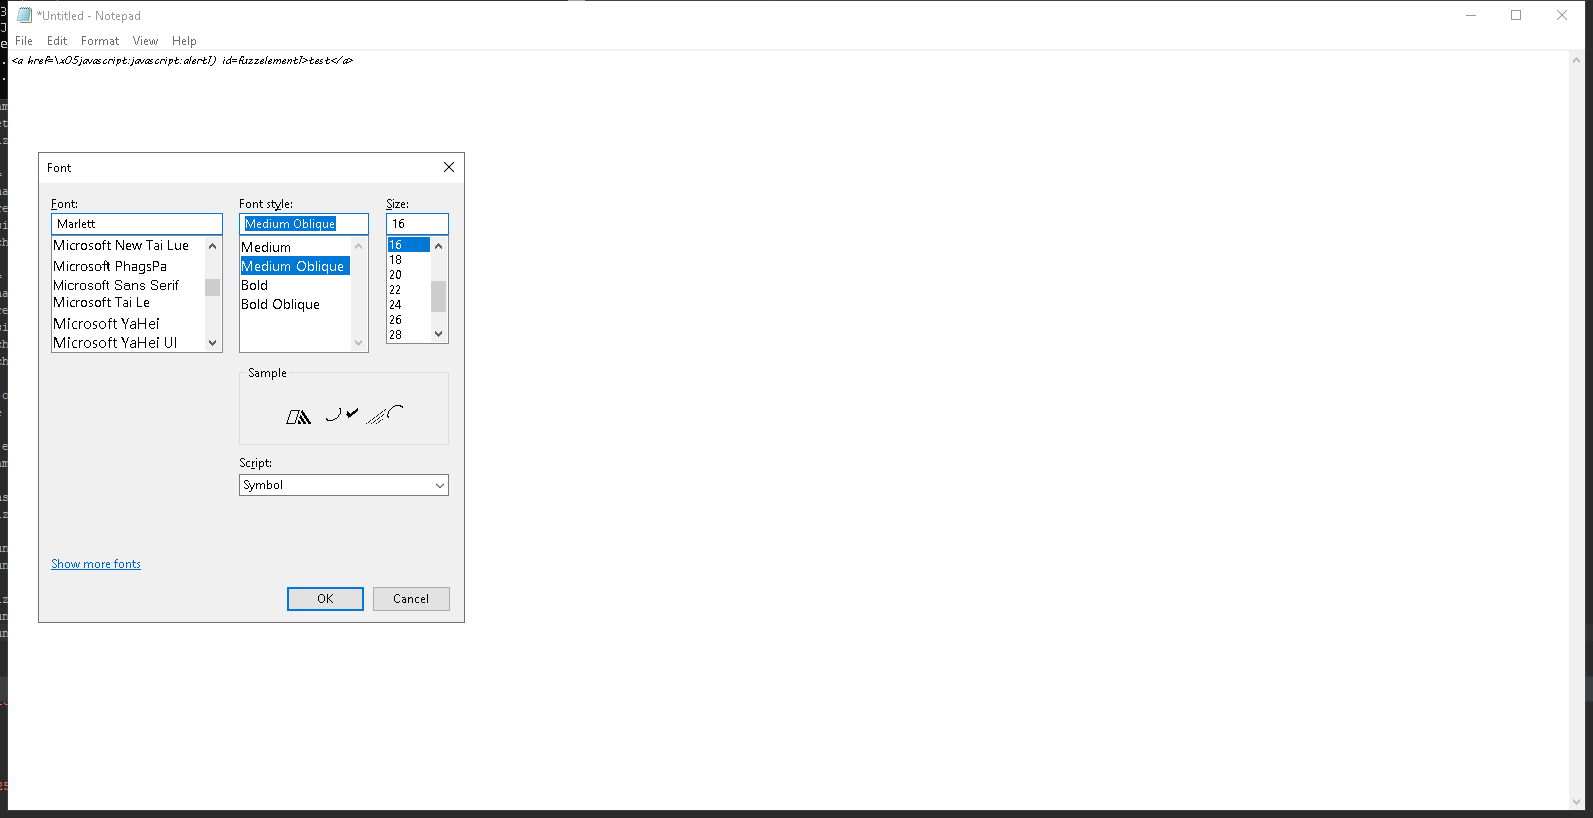 *Untitled - Notepad
File Edit Format View Help
<a href=\x05javascript:javascript:alert1) id=fuzzelement1>test</a>
Font
Font: Font style: Size:
Marlett Medium Oblique 16
Microsoft New Tai Lue Medium 16
Microsoft PhagsPa Medium Oblique 18
Microsoft Sans Serif Bold 20
Microsoft Tai Le Bold Oblique 22
Microsoft YaHei 24
Microsoft YaHei UI 26
28
Sample
Script:
Symbol
Show more fonts
OK Cancel